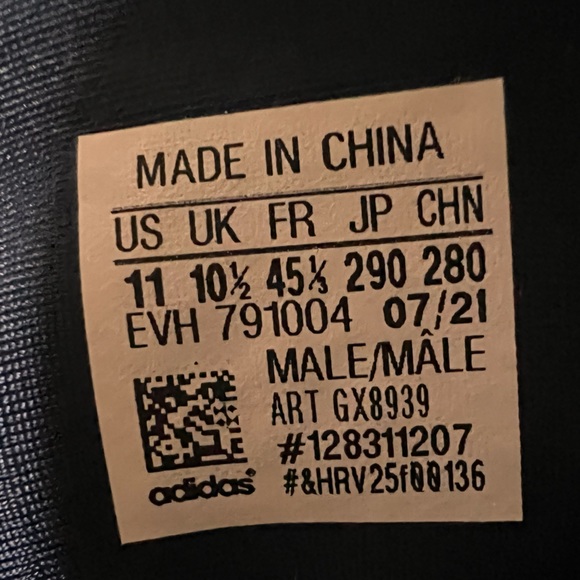 MADE IN CHINA
US UK FR JP CHN
11 10½ 45⅓ 290 280
EVH 791004 07/21
MALE/MÂLE
ART GX8939
#128311207
adidas® #&HRV25f00136